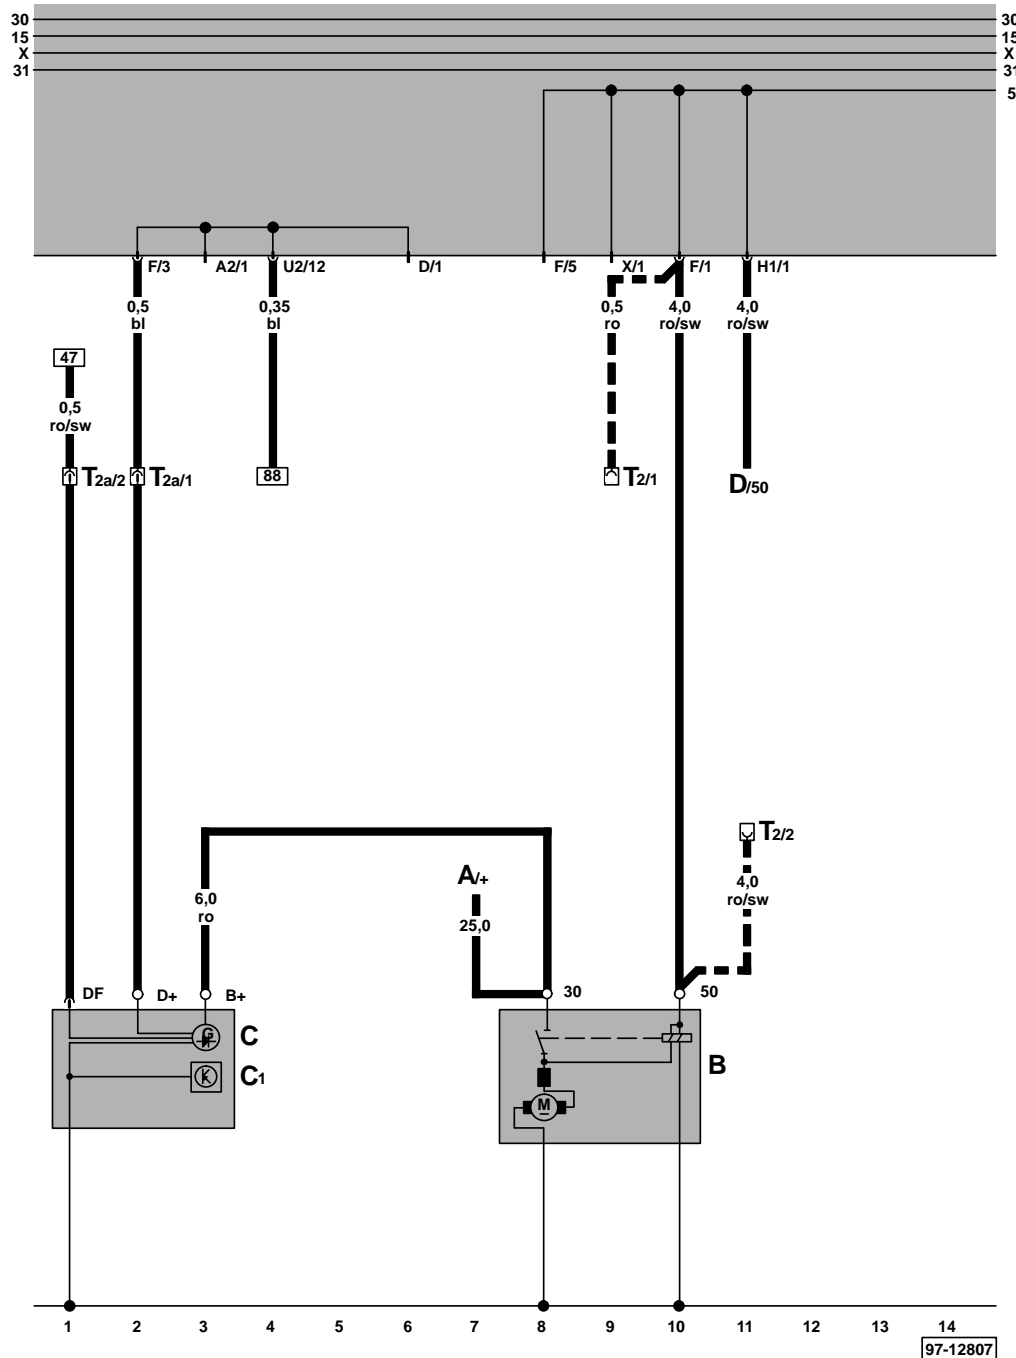 30 30
15 15
X X
31 31
5
F/3 A2/1 U2/12 D/1 F/5 X/1 F/1 H1/1
0,5 0,35 0,5 4,0 4,0
bl bl ro ro/sw ro/sw
47
0,5
ro/sw
T2a/2 T2a/1 88 T2/1 D/50
T2/2
A/+
4,0
ro/sw
6,0
ro
25,0
DF D+ B+ 30 50
G C
C1
B
M
1 2 3 4 5 6 7 8 9 10 11 12 13 14
97-12807